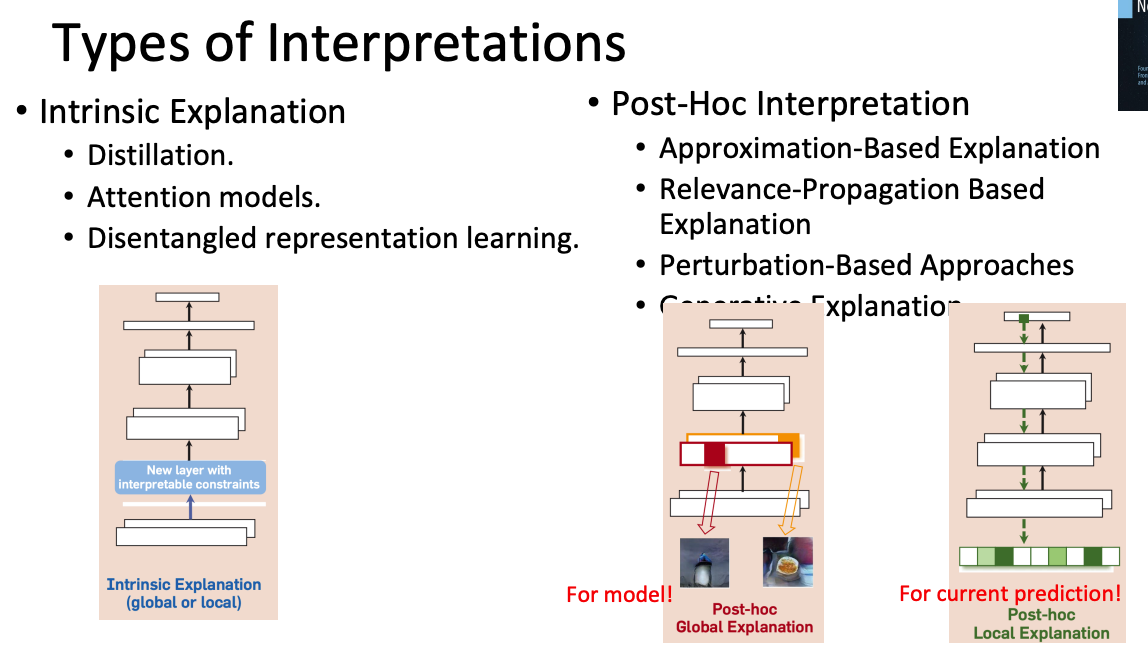 Types of Interpretations
• Intrinsic Explanation
• Distillation.
• Attention models.
• Disentangled representation learning.
• Post-Hoc Interpretation
• Approximation-Based Explanation
• Relevance-Propagation Based
Explanation
• Perturbation-Based Approaches
• Generative Explanation
New layer with
interpretable constraints
Intrinsic Explanation
(global or local)
For model!
Post-hoc
Global Explanation
For current prediction!
Post-hoc
Local Explanation